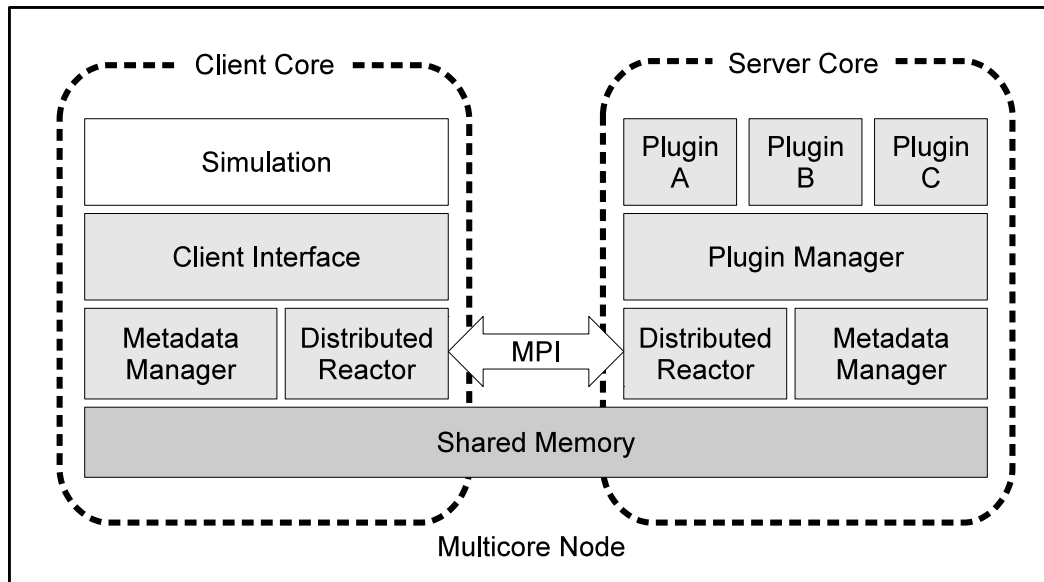 Client Core
Server Core
Simulation
Plugin
A
Plugin
B
Plugin
C
Client Interface
Plugin Manager
Metadata
Manager
Distributed
Reactor
MPI
Distributed
Reactor
Metadata
Manager
Shared Memory
Multicore Node